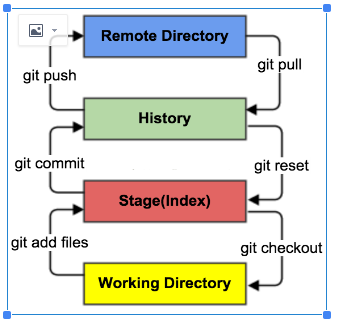 Remote Directory
git pull
git push
History
git commit
git reset
Stage(Index)
git add files
git checkout
Working Directory